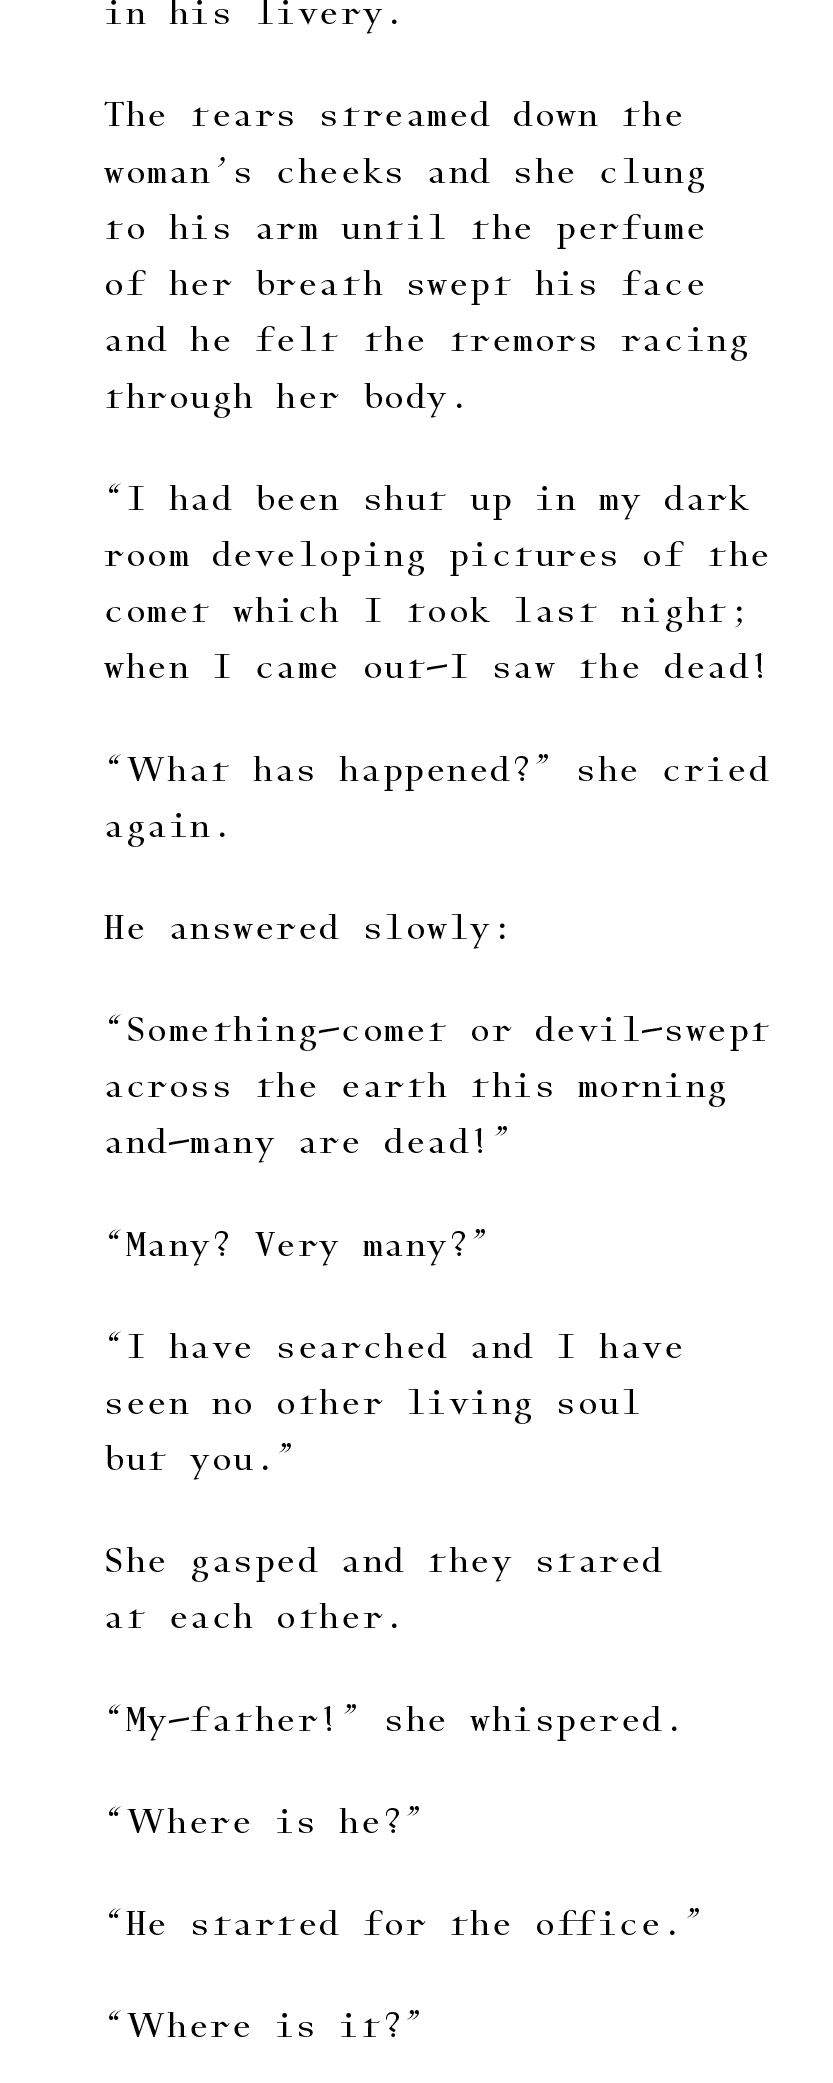 in his livery.
The tears streamed down the
woman’s cheeks and she clung
to his arm until the perfume
of her breath swept his face
and he felt the tremors racing
through her body.
“I had been shut up in my dark
room developing pictures of the
comet which I took last night;
when I came out—I saw the dead!
“What has happened?” she cried
again.
He answered slowly:
“Something—comet or devil—swept
across the earth this morning
and—many are dead!”
“Many? Very many?”
“I have searched and I have
seen no other living soul
but you.”
She gasped and they stared
at each other.
“My—father!” she whispered.
“Where is he?”
“He started for the office.”
“Where is it?”